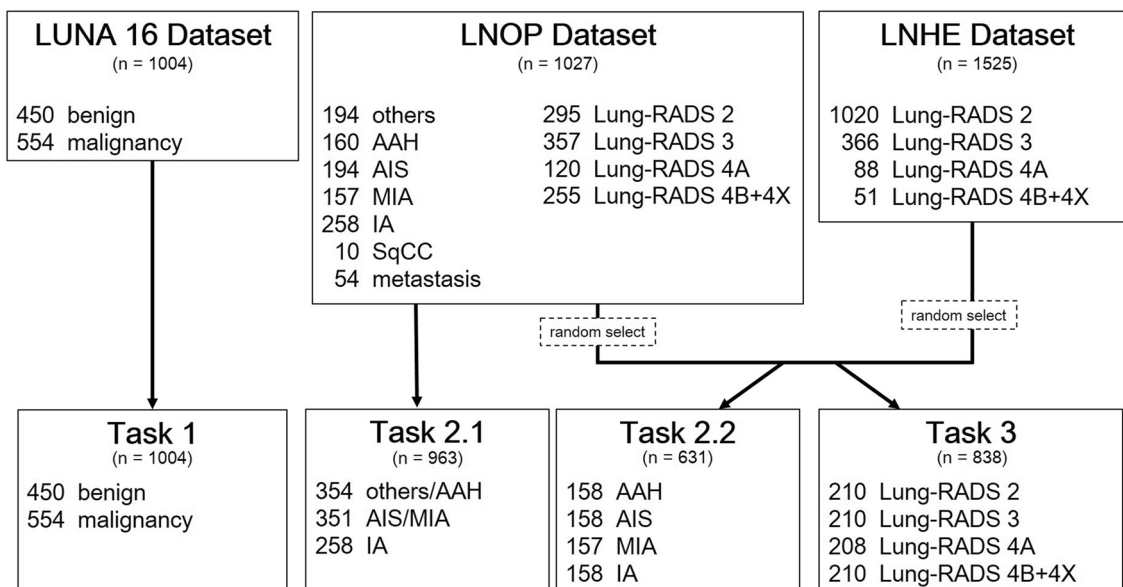 LUNA 16 Dataset
(n = 1004)
450 benign
554 malignancy
LNOP Dataset
(n = 1027)
194 others
160 AAH
194 AIS
157 MIA
258 IA
10 SqCC
54 metastasis
295 Lung-RADS 2
357 Lung-RADS 3
120 Lung-RADS 4A
255 Lung-RADS 4B+4X
LNHE Dataset
(n = 1525)
1020 Lung-RADS 2
366 Lung-RADS 3
88 Lung-RADS 4A
51 Lung-RADS 4B+4X
random select
random select
Task 1
(n = 1004)
450 benign
554 malignancy
Task 2.1
(n = 963)
354 others/AAH
351 AIS/MIA
258 IA
Task 2.2
(n = 631)
158 AAH
158 AIS
157 MIA
158 IA
Task 3
(n = 838)
210 Lung-RADS 2
210 Lung-RADS 3
208 Lung-RADS 4A
210 Lung-RADS 4B+4X